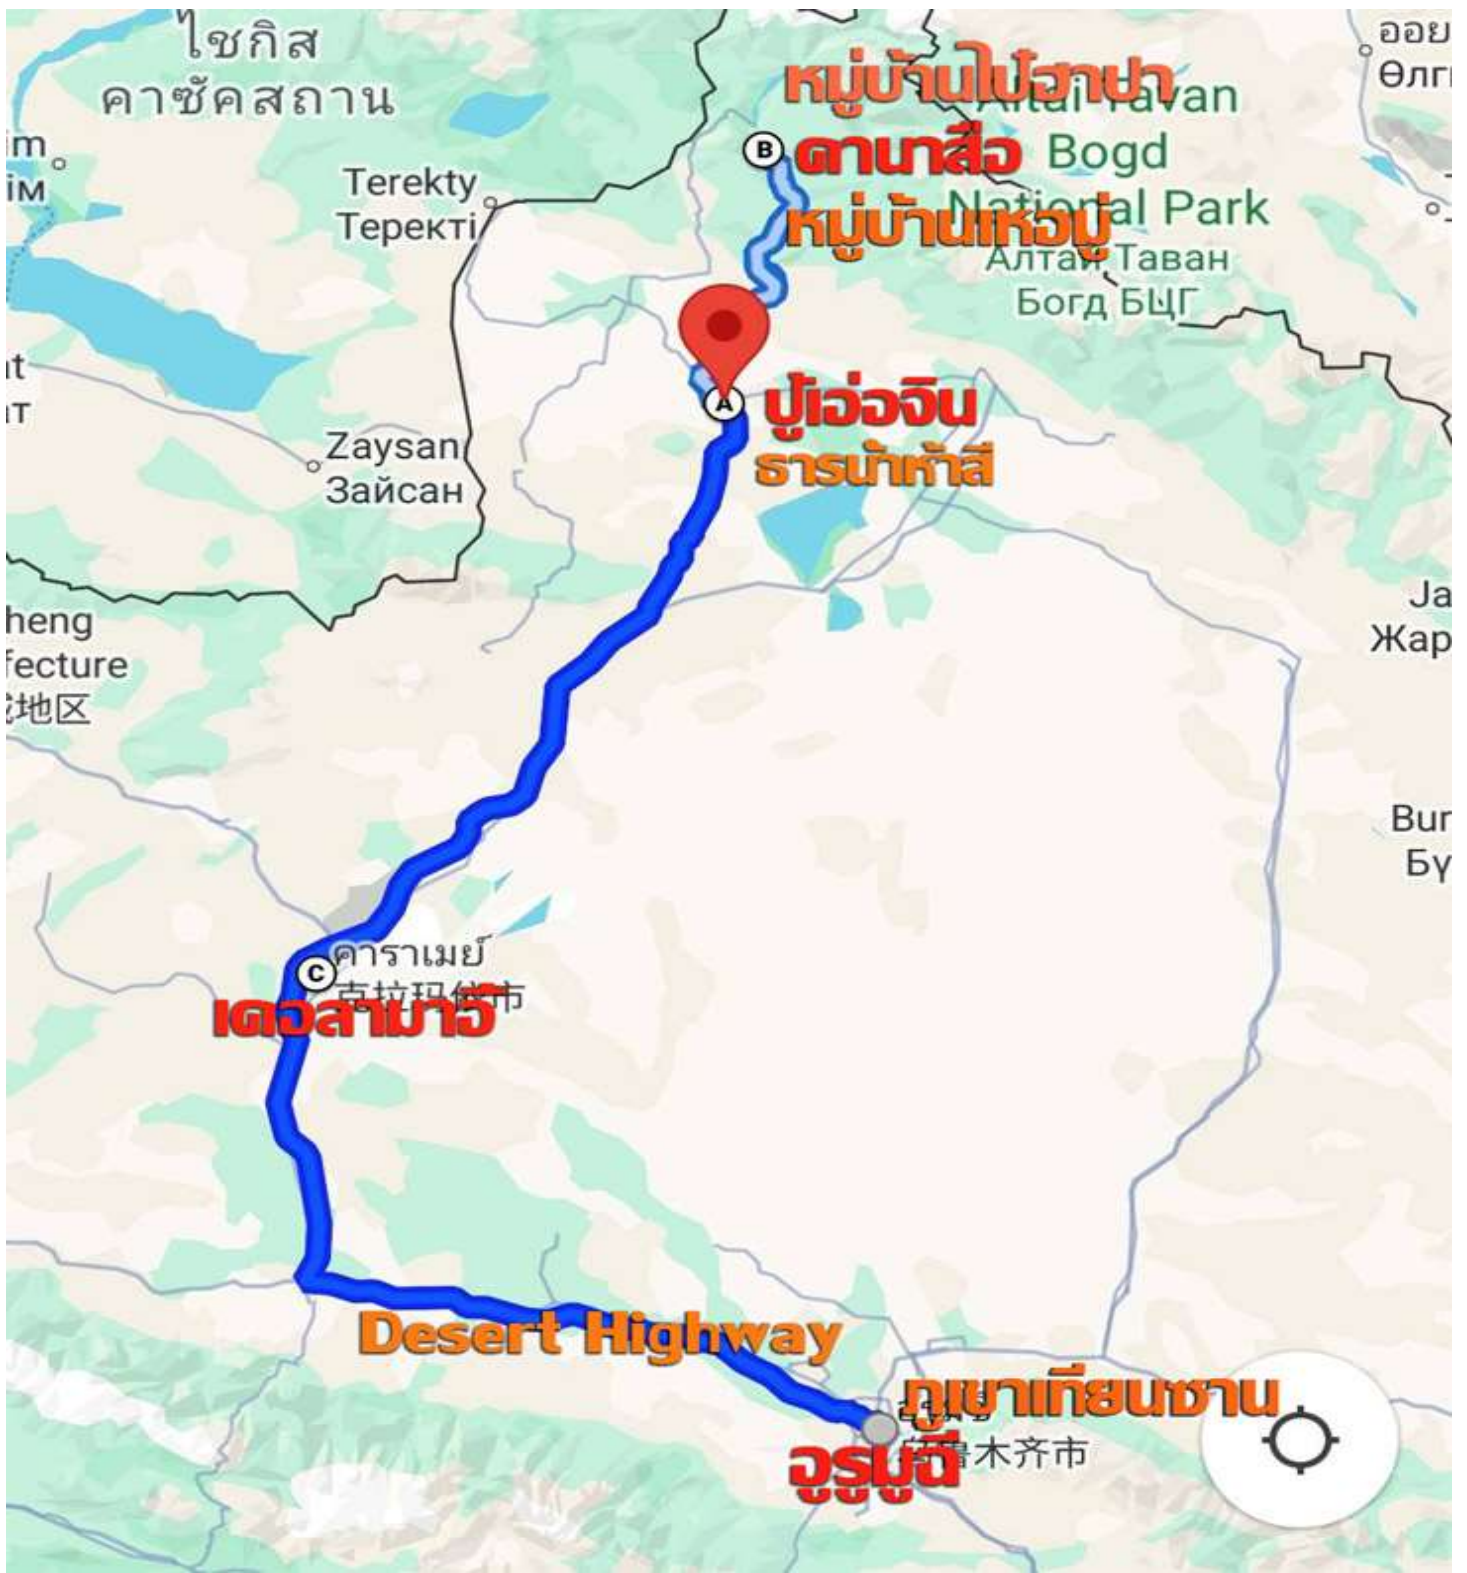 ไชกิส
คาซัคสถาน
ออย
Өлг
im
ім
หมู่บ้านไป๋ฮาปา
Altai Tavan
B
คานาสือ
Bogd
Terekty
Теректі
หมู่บ้านเหอมู่
National Park
Алтай Таван
Богд БЦГ
at
ат
A
ปู้เอ่อจิน
ธารน้ำห้าสี
Zaysan
Зайсан
heng
fecture
地区
Ja
Жар
Bur
Бү
คาราเมย์
C
克拉玛依市
เคอลามาอี
Desert Highway
ภูเขาเทียนซาน
乌鲁木齐市
อูรูมูฉี